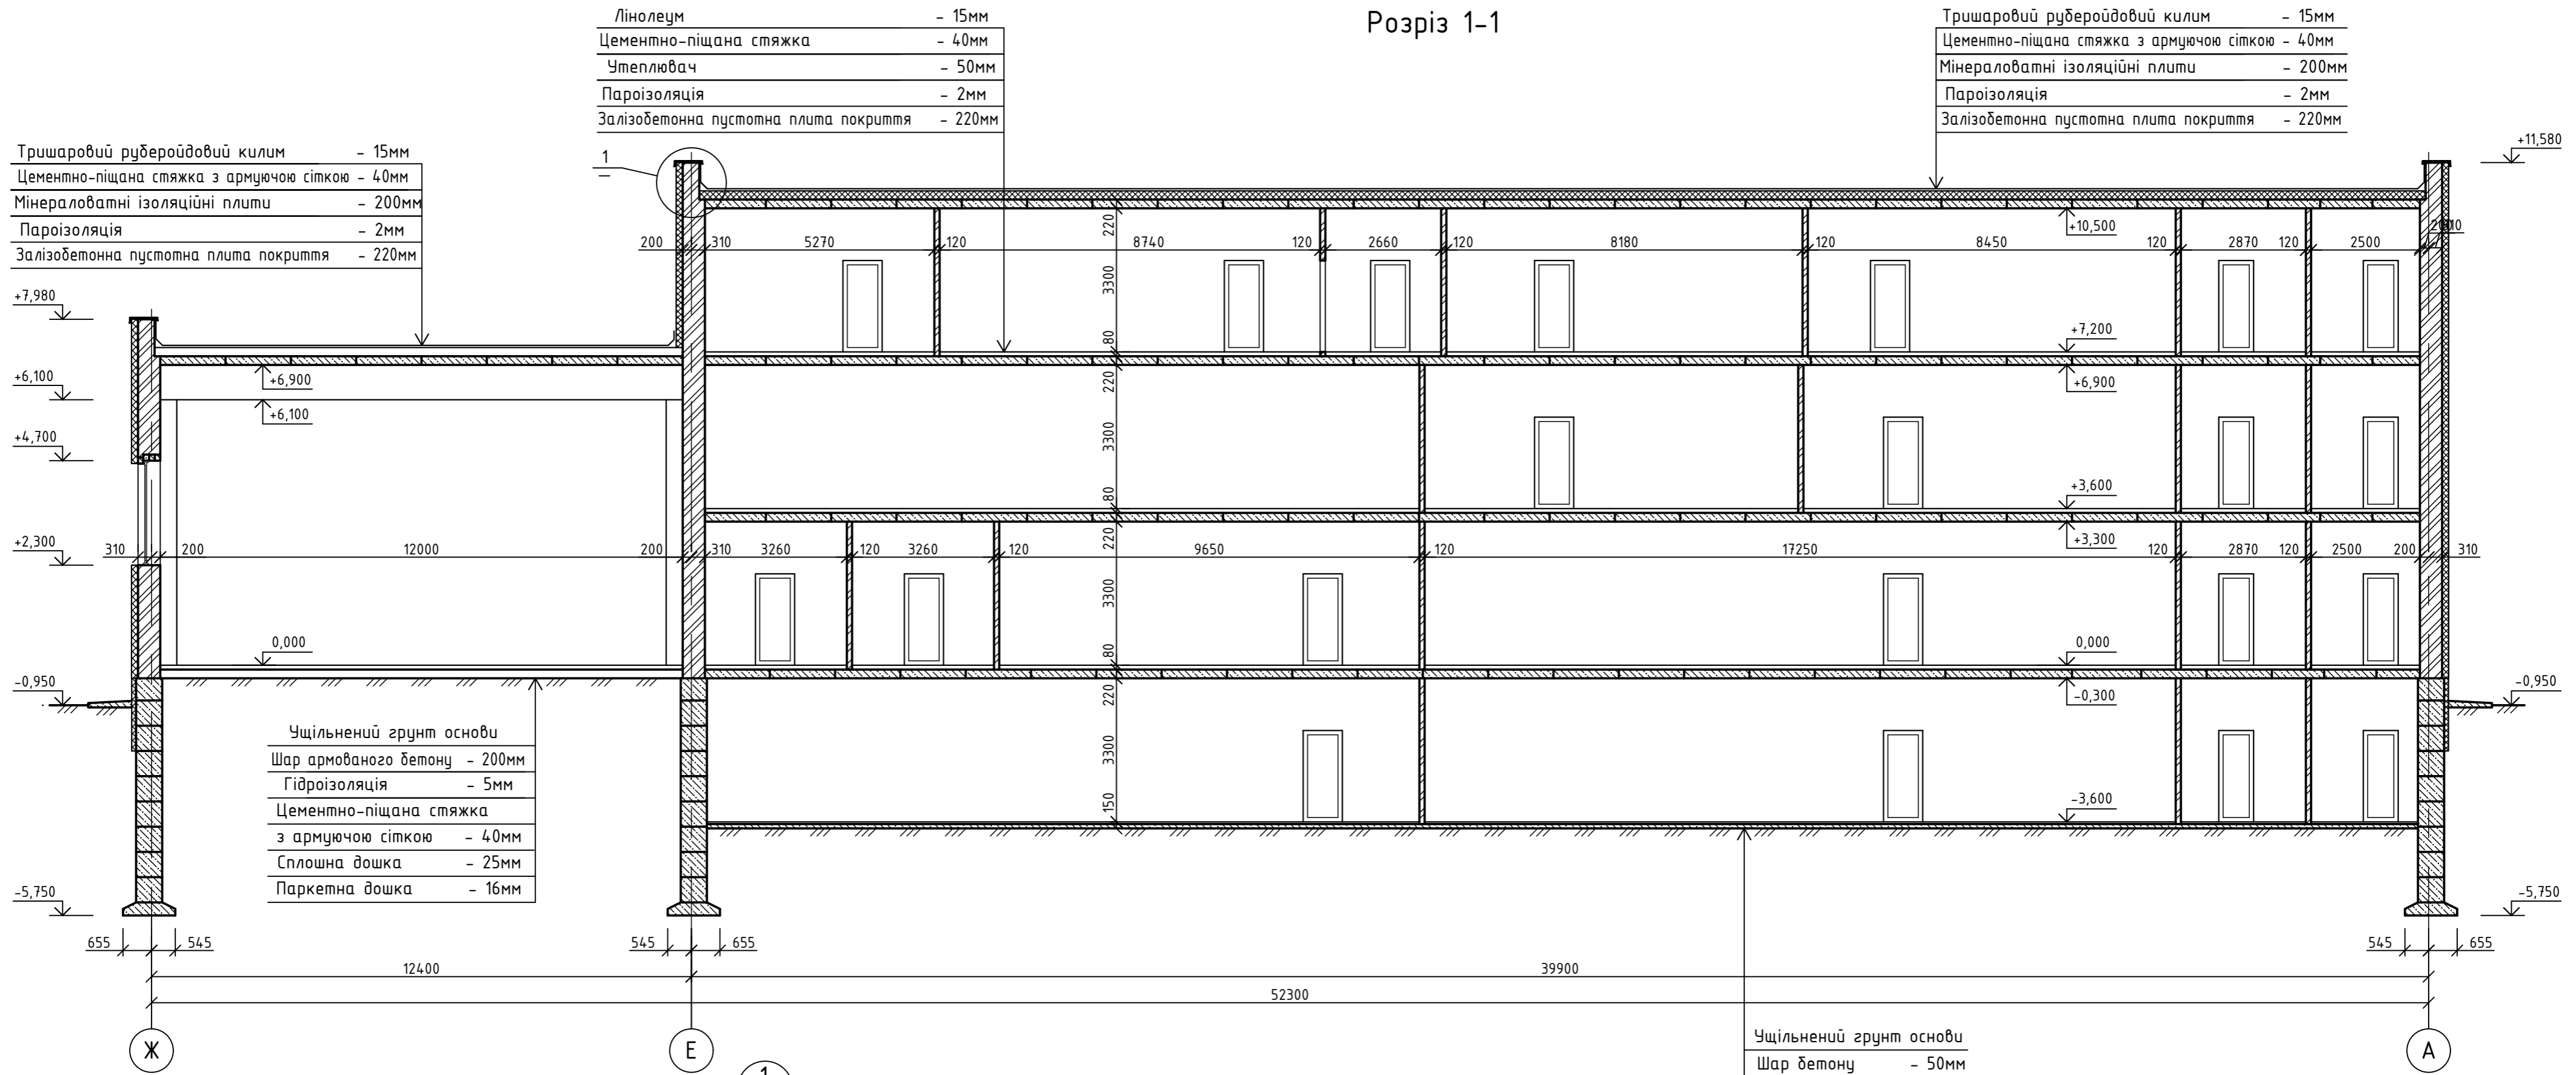 Розріз 1-1
Лінолеум - 15мм
Цементно-піщана стяжка - 40мм
Утеплювач - 50мм
Пароізоляція - 2мм
Залізобетонна пустотна плита покриття - 220мм
Тришаровий руберойдовий килим - 15мм
Цементно-піщана стяжка з армуючою сіткою - 40мм
Мінераловатні ізоляційні плити - 200мм
Пароізоляція - 2мм
Залізобетонна пустотна плита покриття - 220мм
Тришаровий руберойдовий килим - 15мм
Цементно-піщана стяжка з армуючою сіткою - 40мм
Мінераловатні ізоляційні плити - 200мм
Пароізоляція - 2мм
Залізобетонна пустотна плита покриття - 220мм
1
+11,580
+7,980
+6,100
+4,700
+2,300
-0,950
-5,750
220
+10,500
200 310 5270 120 8740 120 2660 120 8180 120 8450 120 2870 120 2500
3300
+7,200
80
+6,900
+6,100
220
+6,900
3300
+3,600
80
220
+3,300
310 200 12000 200 310 3260 120 3260 120 9650 120 17250 120 2870 120 2500 200 310
3300
0,000
0,000
80
220
-0,300
-0,950
3300
150
-3,600
Ущільнений грунт основи
Шар армованого бетону - 200мм
Гідроізоляція - 5мм
Цементно-піщана стяжка
з армуючою сіткою - 40мм
Сплошна дошка - 25мм
Паркетна дошка - 16мм
-5,750
655 545 545 655 545 655
12400 39900
52300
Ж Е А
1
Ущільнений грунт основи
Шар бетону - 50мм